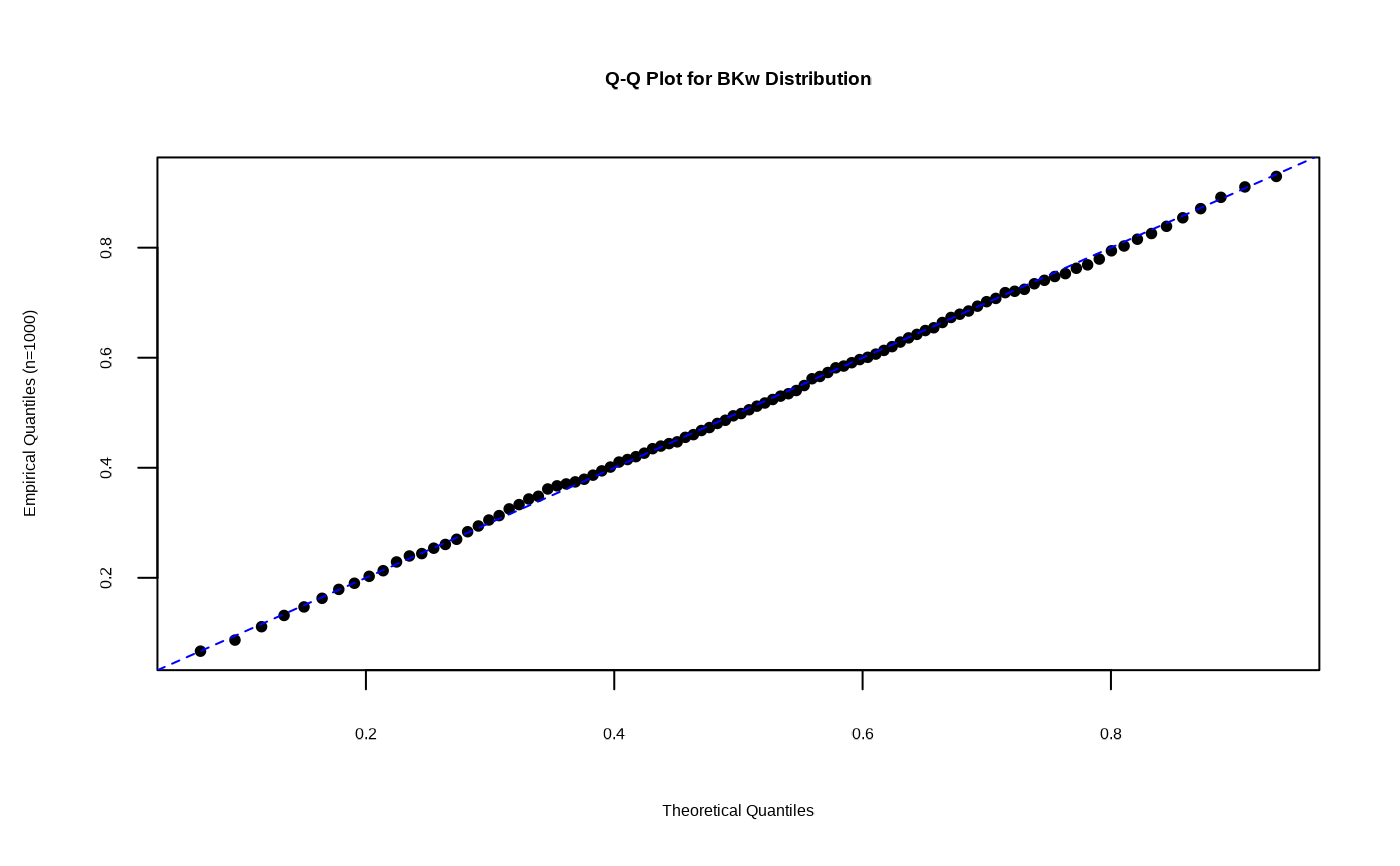 Q-Q Plot for BKw Distribution
Empirical Quantiles (n=1000)
0.8
0.6
0.4
0.2
0.2 0.4 0.6 0.8
Theoretical Quantiles